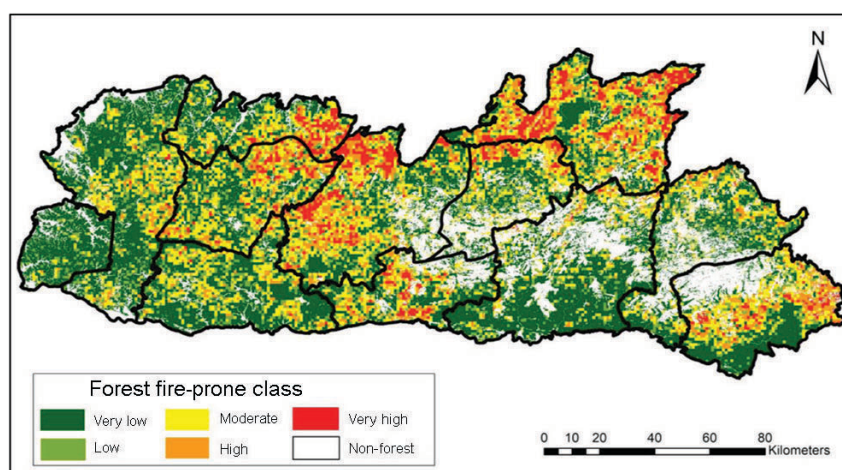 N
Forest fire-prone class
Very low
Moderate
Very high
Low
High
Non-forest
0 5 10 20 40 60 80
Kilometers